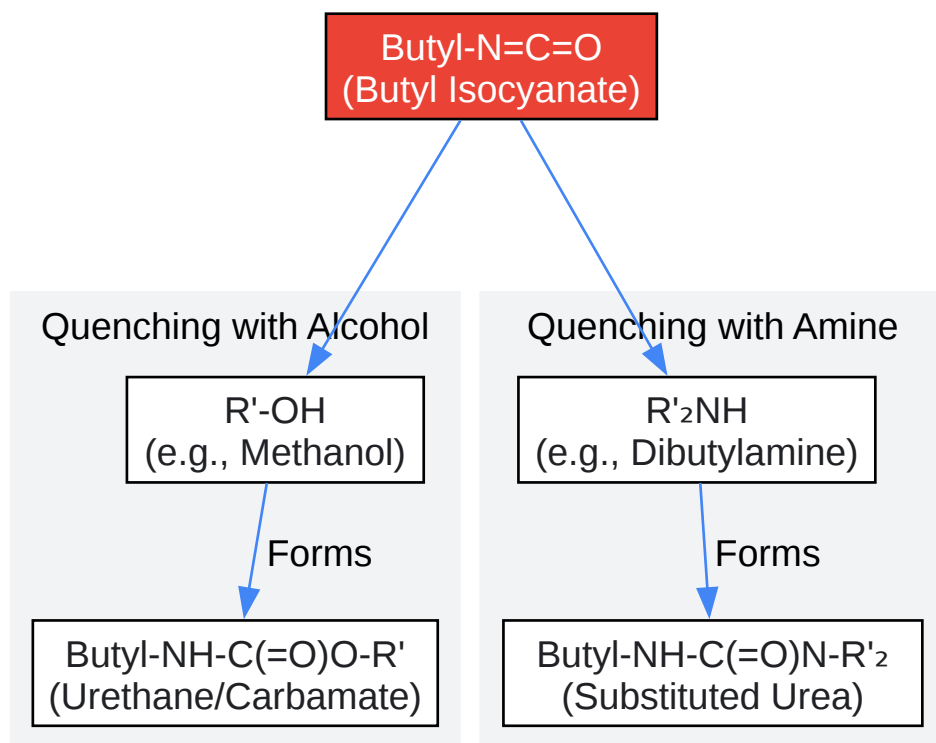 Butyl-N=C=O
(Butyl Isocyanate)
Quenching with Alcohol
R'-OH
(e.g., Methanol)
Forms
Butyl-NH-C(=O)O-R'
(Urethane/Carbamate)
Quenching with Amine
R'₂NH
(e.g., Dibutylamine)
Forms
Butyl-NH-C(=O)N-R'₂
(Substituted Urea)